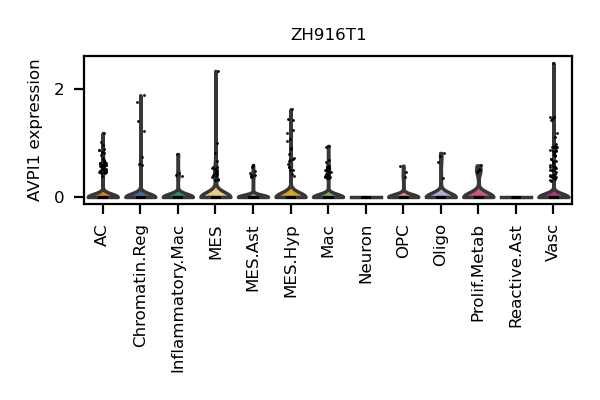 ZH916T1
AVPI1 expression
2
0
AC
Chromatin.Reg
Inflammatory.Mac
MES
MES.Ast
MES.Hyp
Mac
Neuron
OPC
Oligo
Prolif.Metab
Reactive.Ast
Vasc